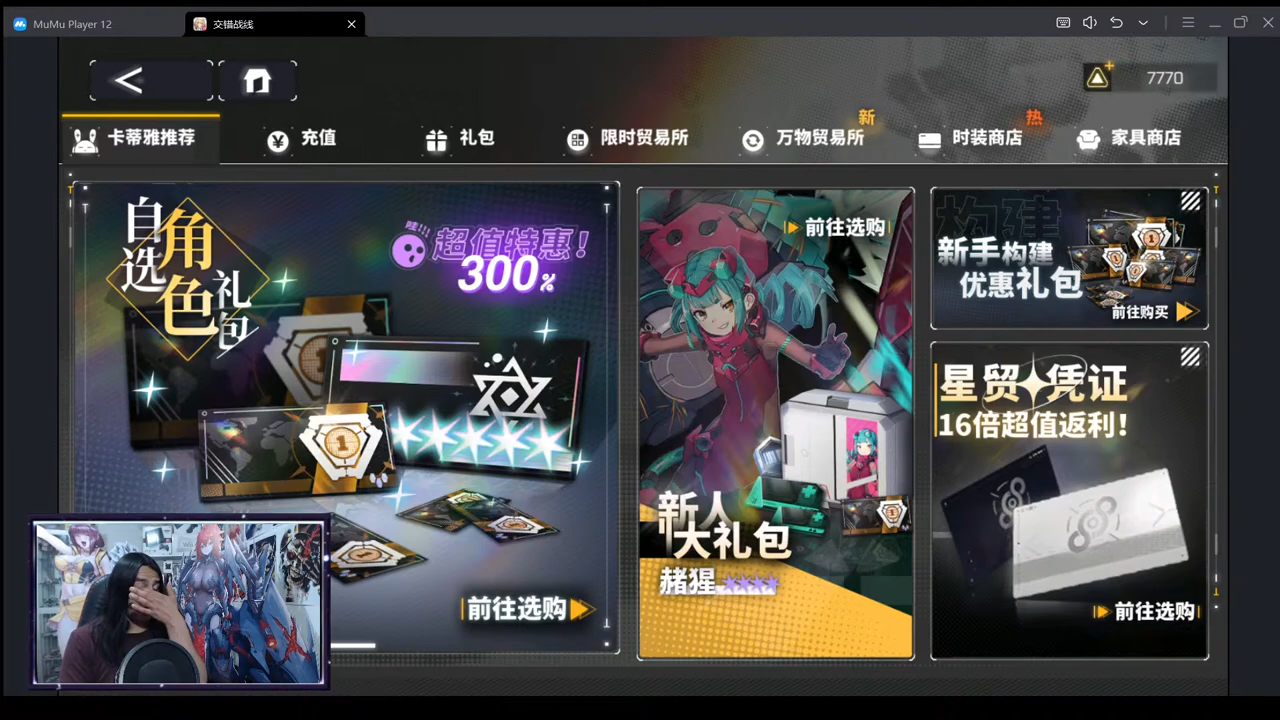 MuMu Player 12
交错战线
7770
卡蒂雅推荐
充值
礼包
限时贸易所
新
万物贸易所
热
时装商店
家具商店
自选
角色
礼包
哇!!!
超值特惠!
300%
1
1
前往选购
前往选购
新人
大礼包
赭猩
构建
新手构建
优惠礼包
前往购买
星贸凭证
16倍超值返利!
前往选购